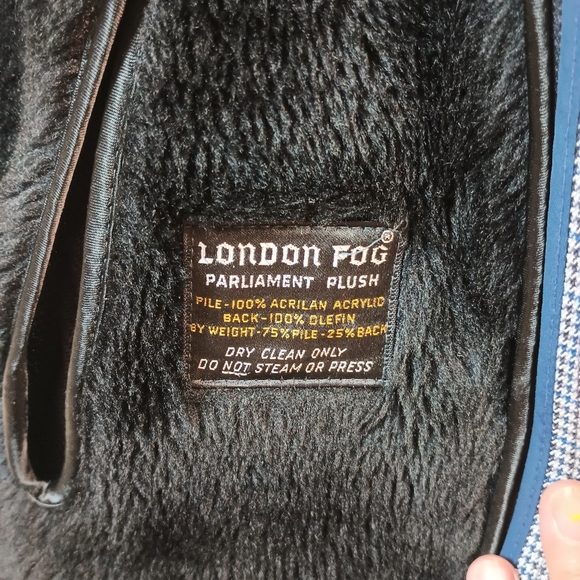 LONDON FOG®
PARLIAMENT PLUSH
PILE-100% ACRILAN ACRYLIC
BACK-100% OLEFIN
BY WEIGHT-75% PILE-25% BACK
DRY CLEAN ONLY
DO NOT STEAM OR PRESS